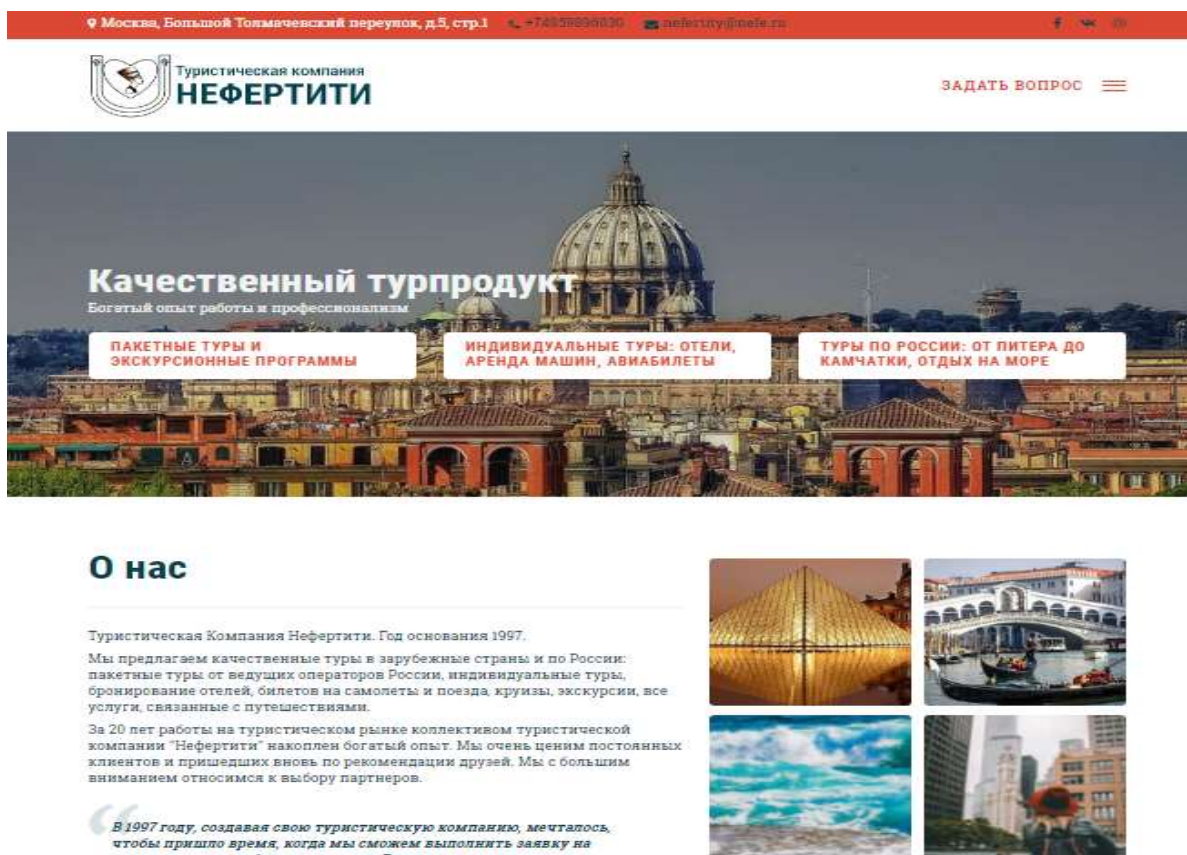 Москва, Большой Толмачевский переулок, д.5, стр.1 +74959896030 nefertity@nefe.ru
Туристическая компания
НЕФЕРТИТИ
ЗАДАТЬ ВОПРОС
Качественный турпродукт
Богатый опыт работы и профессионализм
ПАКЕТНЫЕ ТУРЫ И
ЭКСКУРСИОННЫЕ ПРОГРАММЫ
ИНДИВИДУАЛЬНЫЕ ТУРЫ: ОТЕЛИ,
АРЕНДА МАШИН, АВИАБИЛЕТЫ
ТУРЫ ПО РОССИИ: ОТ ПИТЕРА ДО
КАМЧАТКИ, ОТДЫХ НА МОРЕ
О нас
Туристическая Компания Нефертити. Год основания 1997.
Мы предлагаем качественные туры в зарубежные страны и по России:
пакетные туры от ведущих операторов России, индивидуальные туры,
бронирование отелей, билетов на самолеты и поезда, круизы, экскурсии, все
услуги, связанные с путешествиями.
За 20 лет работы на туристическом рынке коллективом туристической
компании "Нефертити" накоплен богатый опыт. Мы очень ценим постоянных
клиентов и пришедших вновь по рекомендации друзей. Мы с большим
вниманием относимся к выбору партнеров.
В 1997 году, создавая свою туристическую компанию, мечталось,
чтобы пришло время, когда мы сможем выполнить заявку на